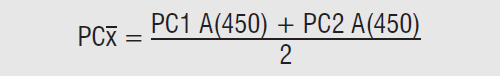 PCx̅ = PC1 A(450) + PC2 A(450)
2